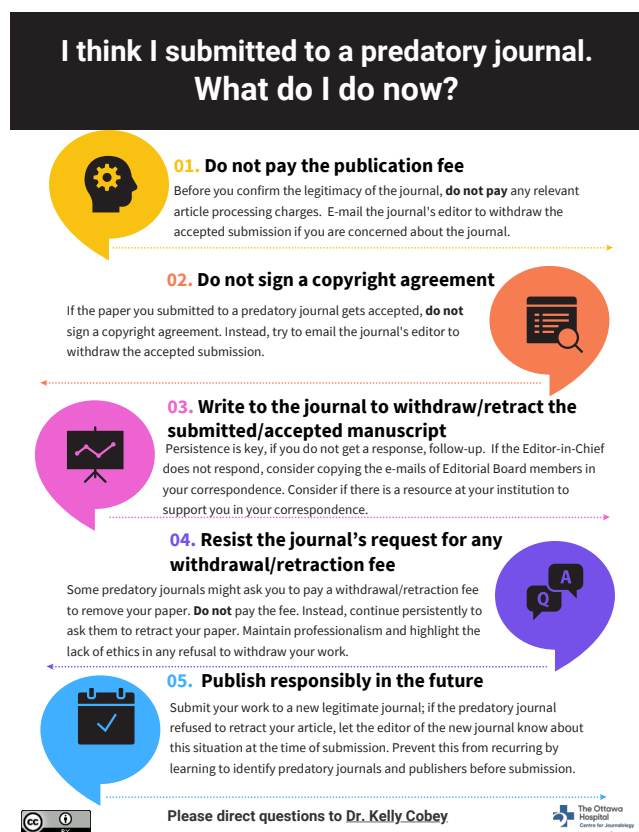 I think I submitted to a predatory journal.
What do I do now?
01. Do not pay the publication fee
Before you confirm the legitimacy of the journal, do not pay any relevant
article processing charges. E-mail the journal's editor to withdraw the
accepted submission if you are concerned about the journal.
02. Do not sign a copyright agreement
If the paper you submitted to a predatory journal gets accepted, do not
sign a copyright agreement. Instead, try to email the journal's editor to
withdraw the accepted submission.
03. Write to the journal to withdraw/retract the
submitted/accepted manuscript
Persistence is key, if you do not get a response, follow-up. If the Editor-in-Chief
does not respond, consider copying the e-mails of Editorial Board members in
your correspondence. Consider if there is a resource at your institution to
support you in your correspondence.
04. Resist the journal’s request for any
withdrawal/retraction fee
Some predatory journals might ask you to pay a withdrawal/retraction fee
to remove your paper. Do not pay the fee. Instead, continue persistently to
ask them to retract your paper. Maintain professionalism and highlight the
lack of ethics in any refusal to withdraw your work.
A
Q
05. Publish responsibly in the future
Submit your work to a new legitimate journal; if the predatory journal
refused to retract your article, let the editor of the new journal know about
this situation at the time of submission. Prevent this from recurring by
learning to identify predatory journals and publishers before submission.
Please direct questions to Dr. Kelly Cobey
cc
The Ottawa
Hospital
Centre for Journalology